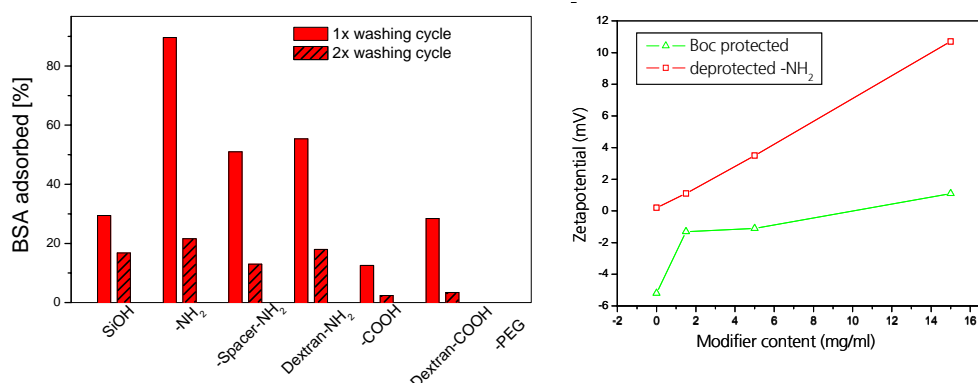 BSA adsorbed [%]
80
60
40
20
0
1x washing cycle
2x washing cycle
SiOH
-NH₂
-Spacer-NH₂
Dextran-NH₂
-COOH
Dextran-COOH
-PEG
Zetapotential (mV)
12
10
8
6
4
2
0
-2
-4
-6
Boc protected
deprotected -NH₂
-2 0 2 4 6 8 10 12 14 16
Modifier content (mg/ml)